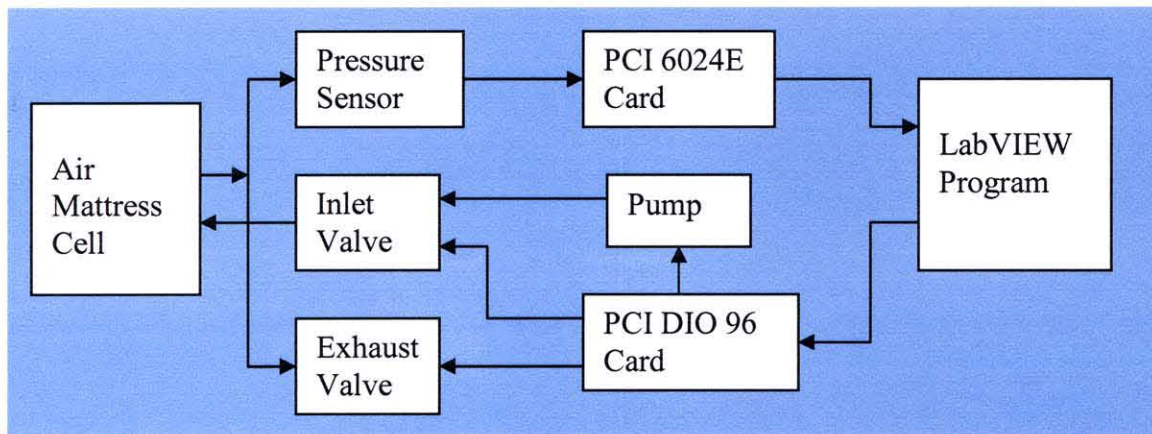 Pressure
Sensor
PCI 6024E
Card
LabVIEW
Program
Air
Mattress
Cell
Inlet
Valve
Pump
Exhaust
Valve
PCI DIO 96
Card